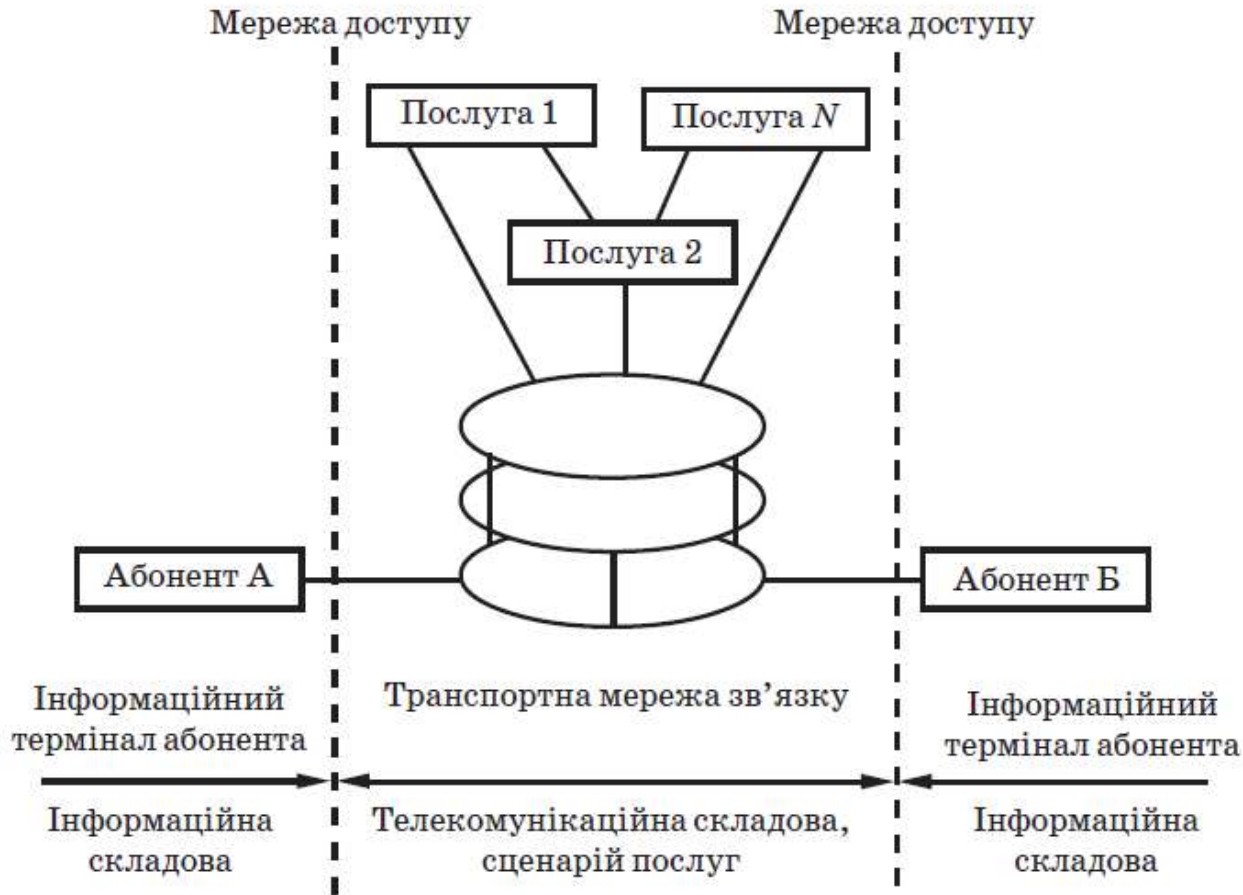 Мережа доступу
Мережа доступу
Послуга 1
Послуга N
Послуга 2
Абонент А
Абонент Б
Інформаційний
термінал абонента
Транспортна мережа зв’язку
Інформаційний
термінал абонента
Інформаційна
складова
Телекомунікаційна складова,
сценарій послуг
Інформаційна
складова